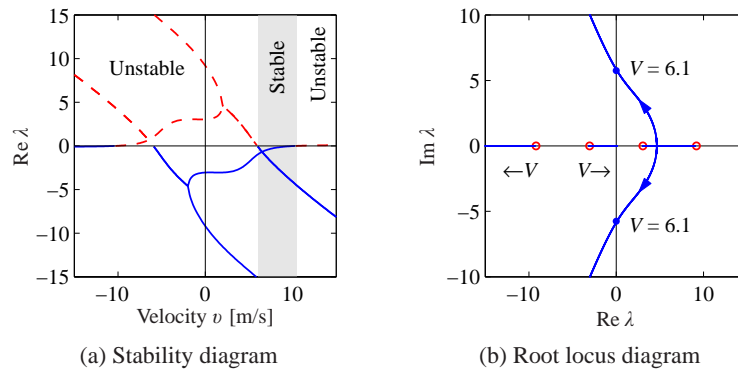 15
10
5
0
−5
−10
−15
−10
0
10
Re λ
Velocity v [m/s]
Unstable
Stable
Unstable
(a) Stability diagram
10
5
0
−5
−10
−10
0
10
Im λ
Re λ
V = 6.1
←V
V→
V = 6.1
(b) Root locus diagram